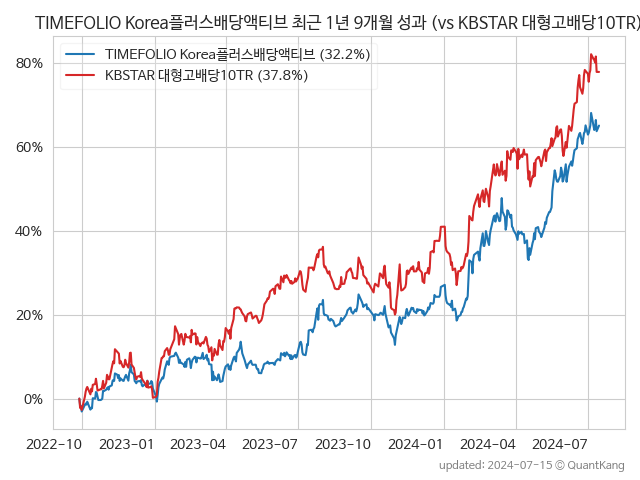 TIMEFOLIO Korea플러스배당액티브 최근 1년 9개월 성과 (vs KBSTAR 대형고배당10TR)
TIMEFOLIO Korea플러스배당액티브 (32.2%)
KBSTAR 대형고배당10TR (37.8%)
80%
60%
40%
20%
0%
2022-10 2023-01 2023-04 2023-07 2023-10 2024-01 2024-04 2024-07
updated: 2024-07-15 © QuantKang